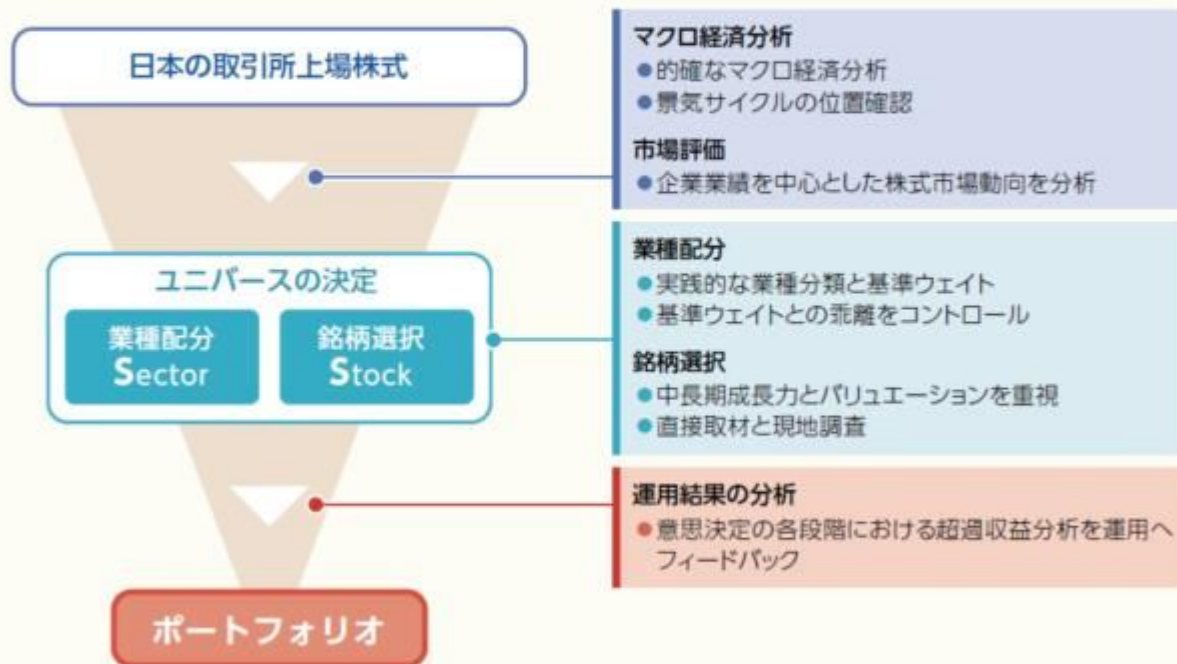 日本の取引所上場株式
マクロ経済分析
●的確なマクロ経済分析
●景気サイクルの位置確認
市場評価
●企業業績を中心とした株式市場動向を分析
ユニバースの決定
業種配分
Sector
銘柄選択
Stock
業種配分
●実践的な業種分類と基準ウェイト
●基準ウェイトとの乖離をコントロール
銘柄選択
●中長期成長力とバリュエーションを重視
●直接取材と現地調査
運用結果の分析
●意思決定の各段階における超過収益分析を運用へ
フィードバック
ポートフォリオ